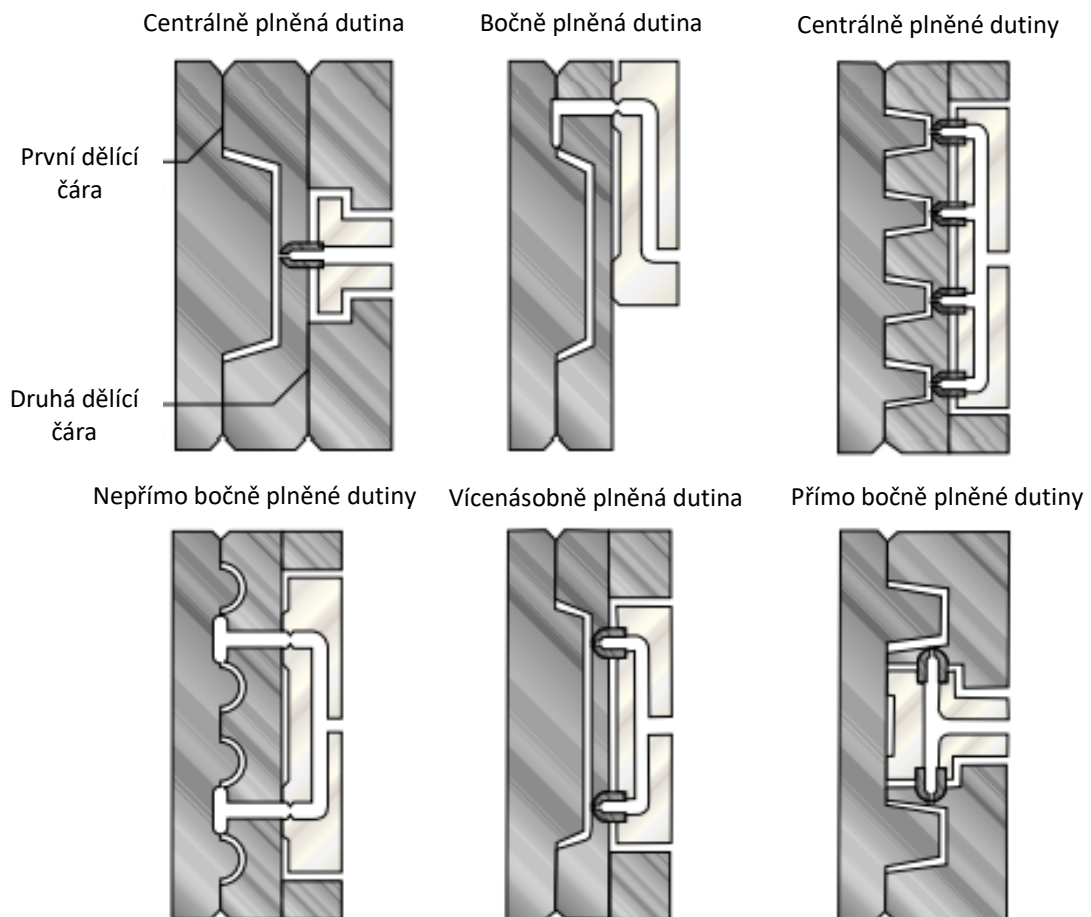 Centrálně plněná dutina
Bočně plněná dutina
Centrálně plněné dutiny
První dělící
čára
Druhá dělící
čára
Nepřímo bočně plněné dutiny
Vícenásobně plněná dutina
Přímo bočně plněné dutiny